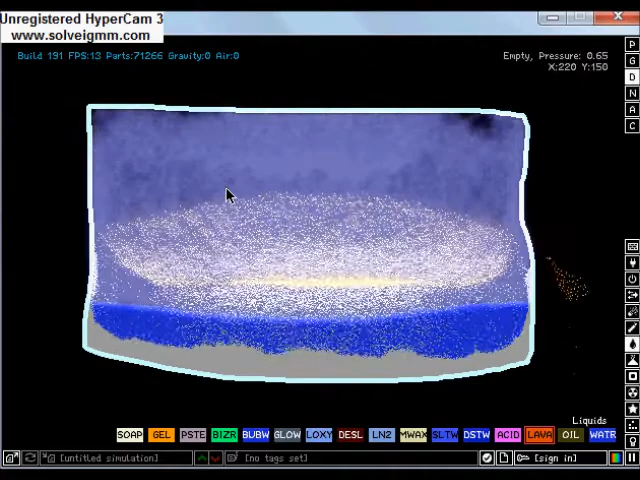 Unregistered HyperCam 3
www.solveigmm.com
Build 191 FPS:13 Parts:71266 Gravity:0 Air:0
Empty, Pressure: 0.65
X:220 Y:150
P
G
D
N
A
C
Liquids
SOAP GEL PSTE BIZR BUBW GLOW LOXY DESL LN2 MWAX SLTW DSTW ACID LAVA OIL WATR
[untitled simulation] [no tags set] [sign in]